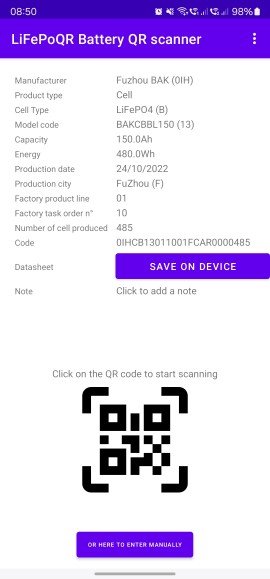 08:50 98%
LiFePoQR Battery QR scanner
Manufacturer Fuzhou BAK (0IH)
Product type Cell
Cell Type LiFePO4 (B)
Model code BAKCBBL150 (13)
Capacity 150.0Ah
Energy 480.0Wh
Production date 24/10/2022
Production city FuZhou (F)
Factory product line 01
Factory task order n° 10
Number of cell produced 485
Code 0IHCB13011001FCAR0000485
Datasheet SAVE ON DEVICE
Note Click to add a note
Click on the QR code to start scanning
OR HERE TO ENTER MANUALLY